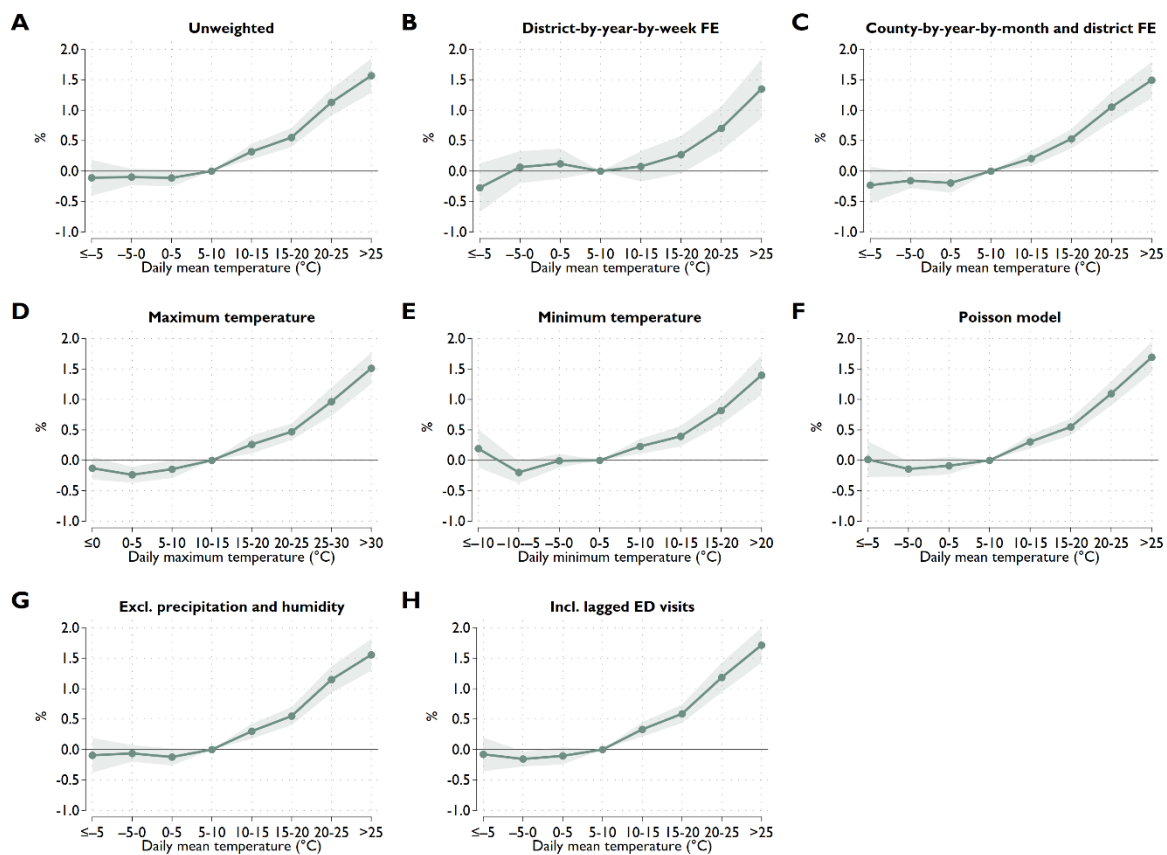 A
Unweighted
2.0
1.5
1.0
0.5
0.0
-0.5
-1.0
%
≤–5 –5-0 0-5 5-10 10-15 15-20 20-25 >25
Daily mean temperature (°C)
B
District-by-year-by-week FE
2.0
1.5
1.0
0.5
0.0
-0.5
-1.0
%
≤–5 –5-0 0-5 5-10 10-15 15-20 20-25 >25
Daily mean temperature (°C)
C
County-by-year-by-month and district FE
2.0
1.5
1.0
0.5
0.0
-0.5
-1.0
%
≤–5 –5-0 0-5 5-10 10-15 15-20 20-25 >25
Daily mean temperature (°C)
D
Maximum temperature
2.0
1.5
1.0
0.5
0.0
-0.5
-1.0
%
≤0 0-5 5-10 10-15 15-20 20-25 25-30 >30
Daily maximum temperature (°C)
E
Minimum temperature
2.0
1.5
1.0
0.5
0.0
-0.5
-1.0
%
≤–10 –10-–5 –5-0 0-5 5-10 10-15 15-20 >20
Daily minimum temperature (°C)
F
Poisson model
2.0
1.5
1.0
0.5
0.0
-0.5
-1.0
%
≤–5 –5-0 0-5 5-10 10-15 15-20 20-25 >25
Daily mean temperature (°C)
G
Excl. precipitation and humidity
2.0
1.5
1.0
0.5
0.0
-0.5
-1.0
%
≤–5 –5-0 0-5 5-10 10-15 15-20 20-25 >25
Daily mean temperature (°C)
H
Incl. lagged ED visits
2.0
1.5
1.0
0.5
0.0
-0.5
-1.0
%
≤–5 –5-0 0-5 5-10 10-15 15-20 20-25 >25
Daily mean temperature (°C)